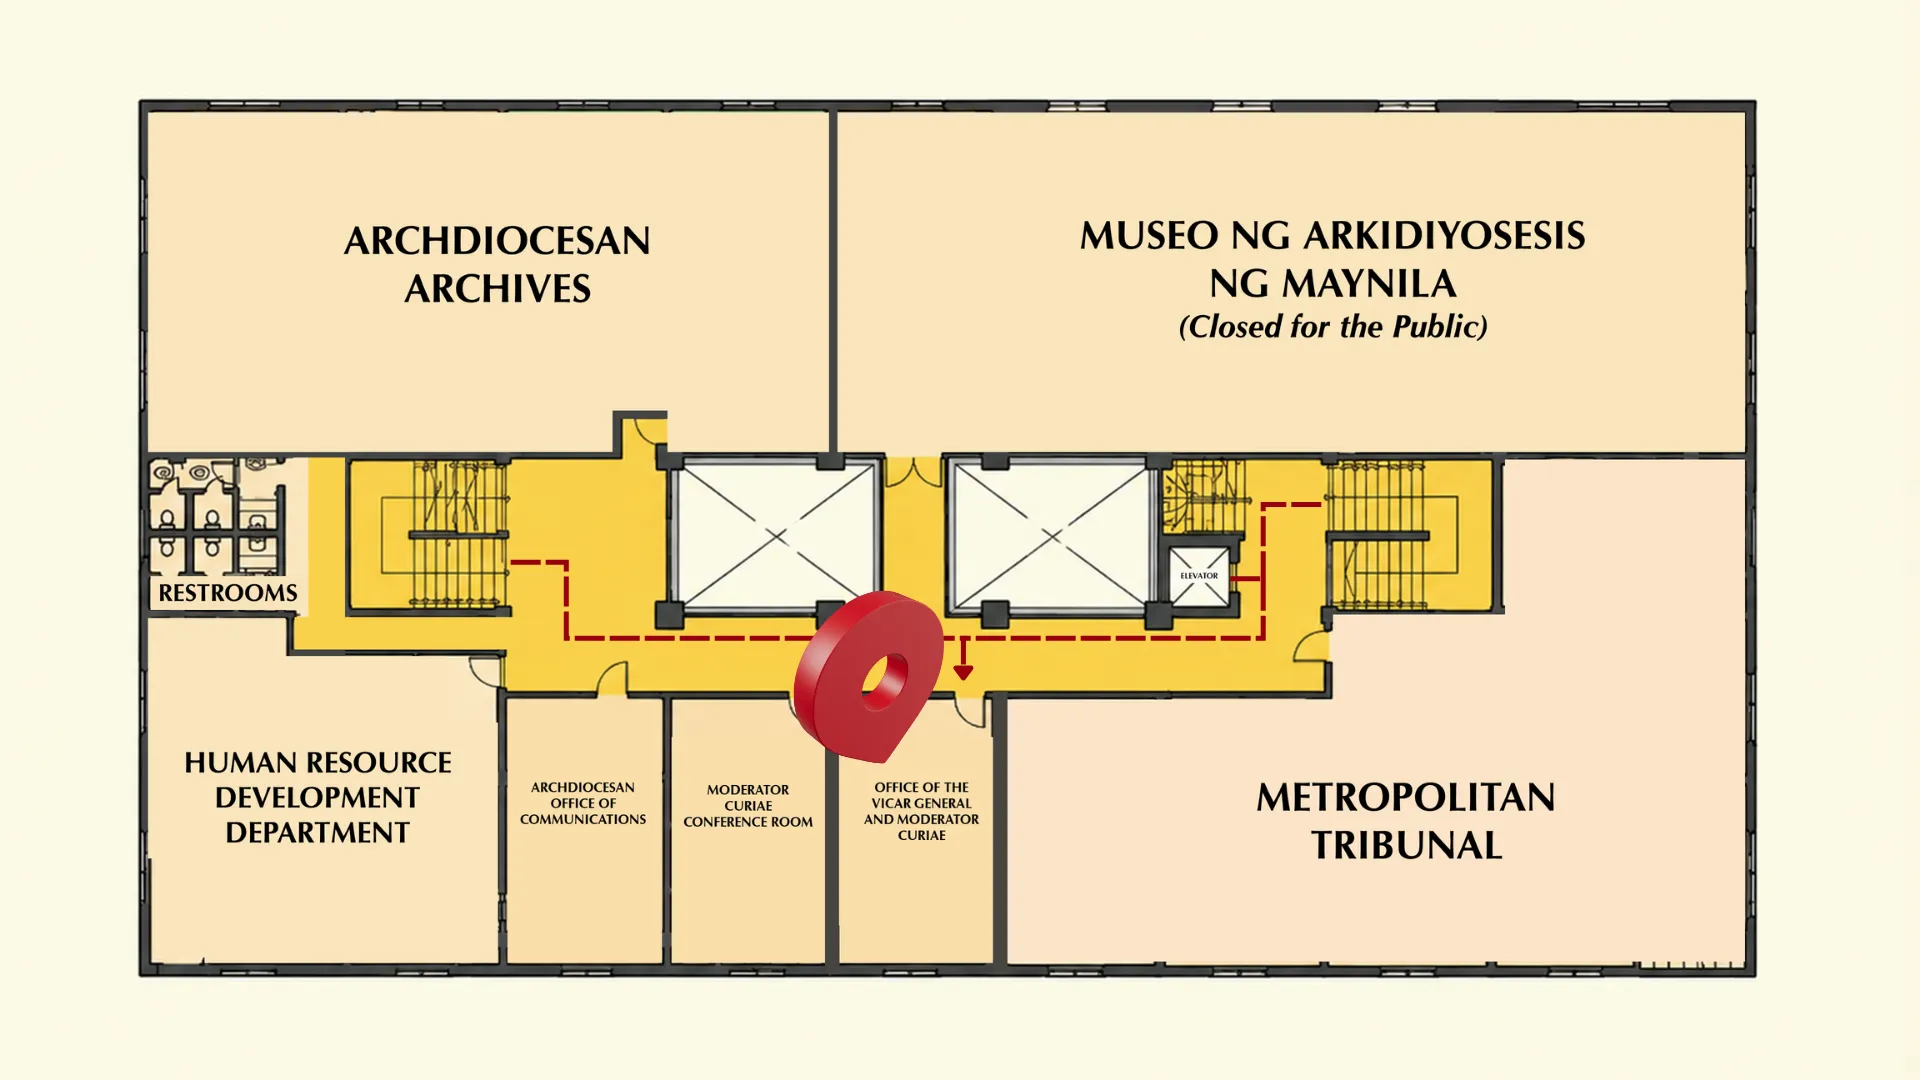 ARCHDIOCESAN
ARCHIVES
MUSEO NG ARKIDIYOSESIS
NG MAYNILA
(Closed for the Public)
RESTROOMS
ELEVATOR
HUMAN RESOURCE
DEVELOPMENT
DEPARTMENT
ARCHDIOCESAN
OFFICE OF
COMMUNICATIONS
MODERATOR
CURIAE
CONFERENCE ROOM
OFFICE OF THE
VICAR GENERAL
AND MODERATOR
CURIAE
METROPOLITAN
TRIBUNAL